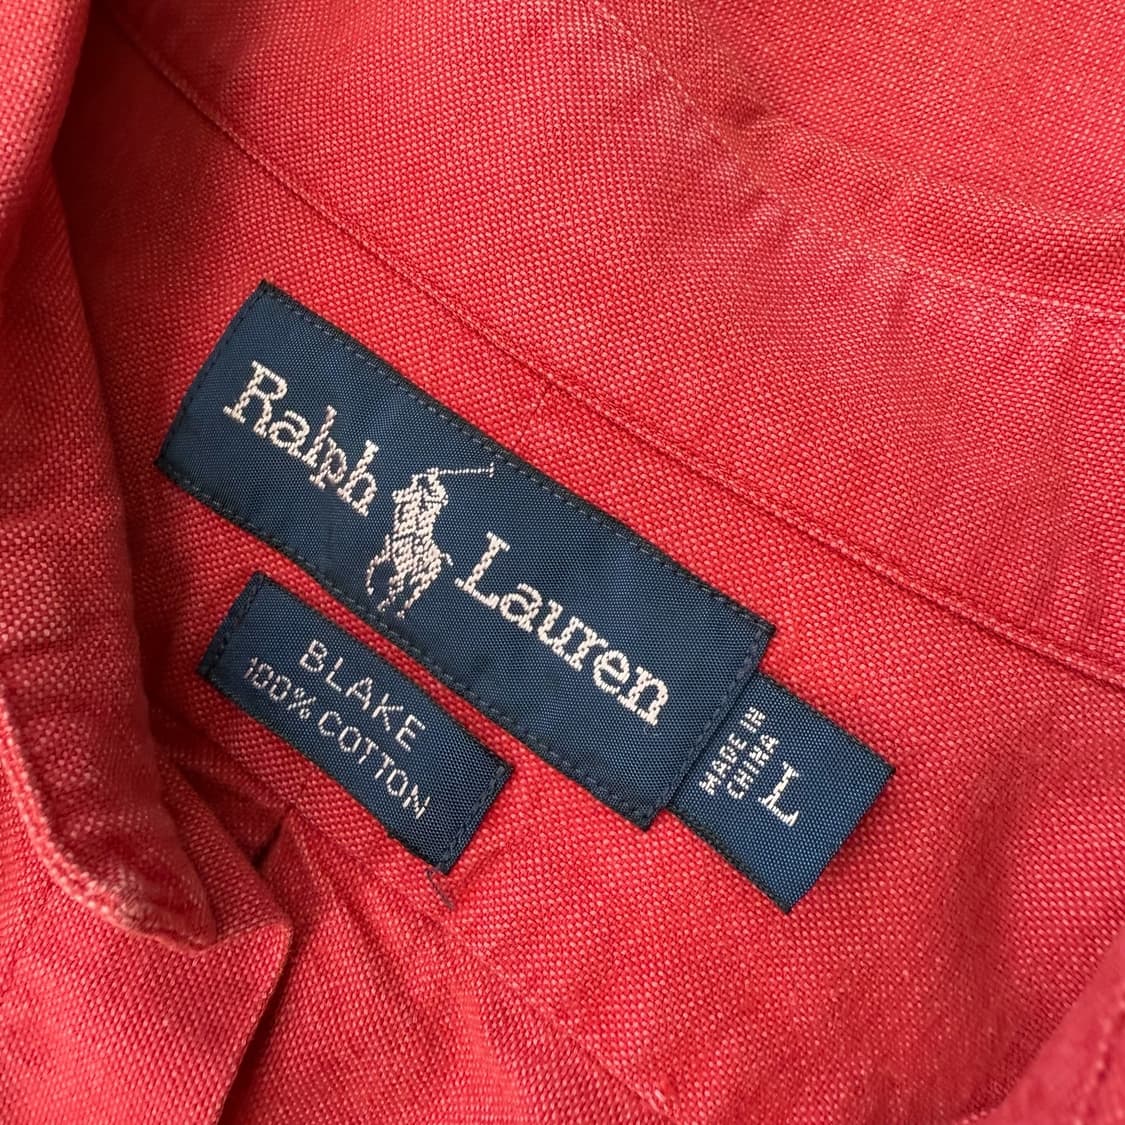 Ralph Lauren
BLAKE
100% COTTON
MADE IN
CHINA
L